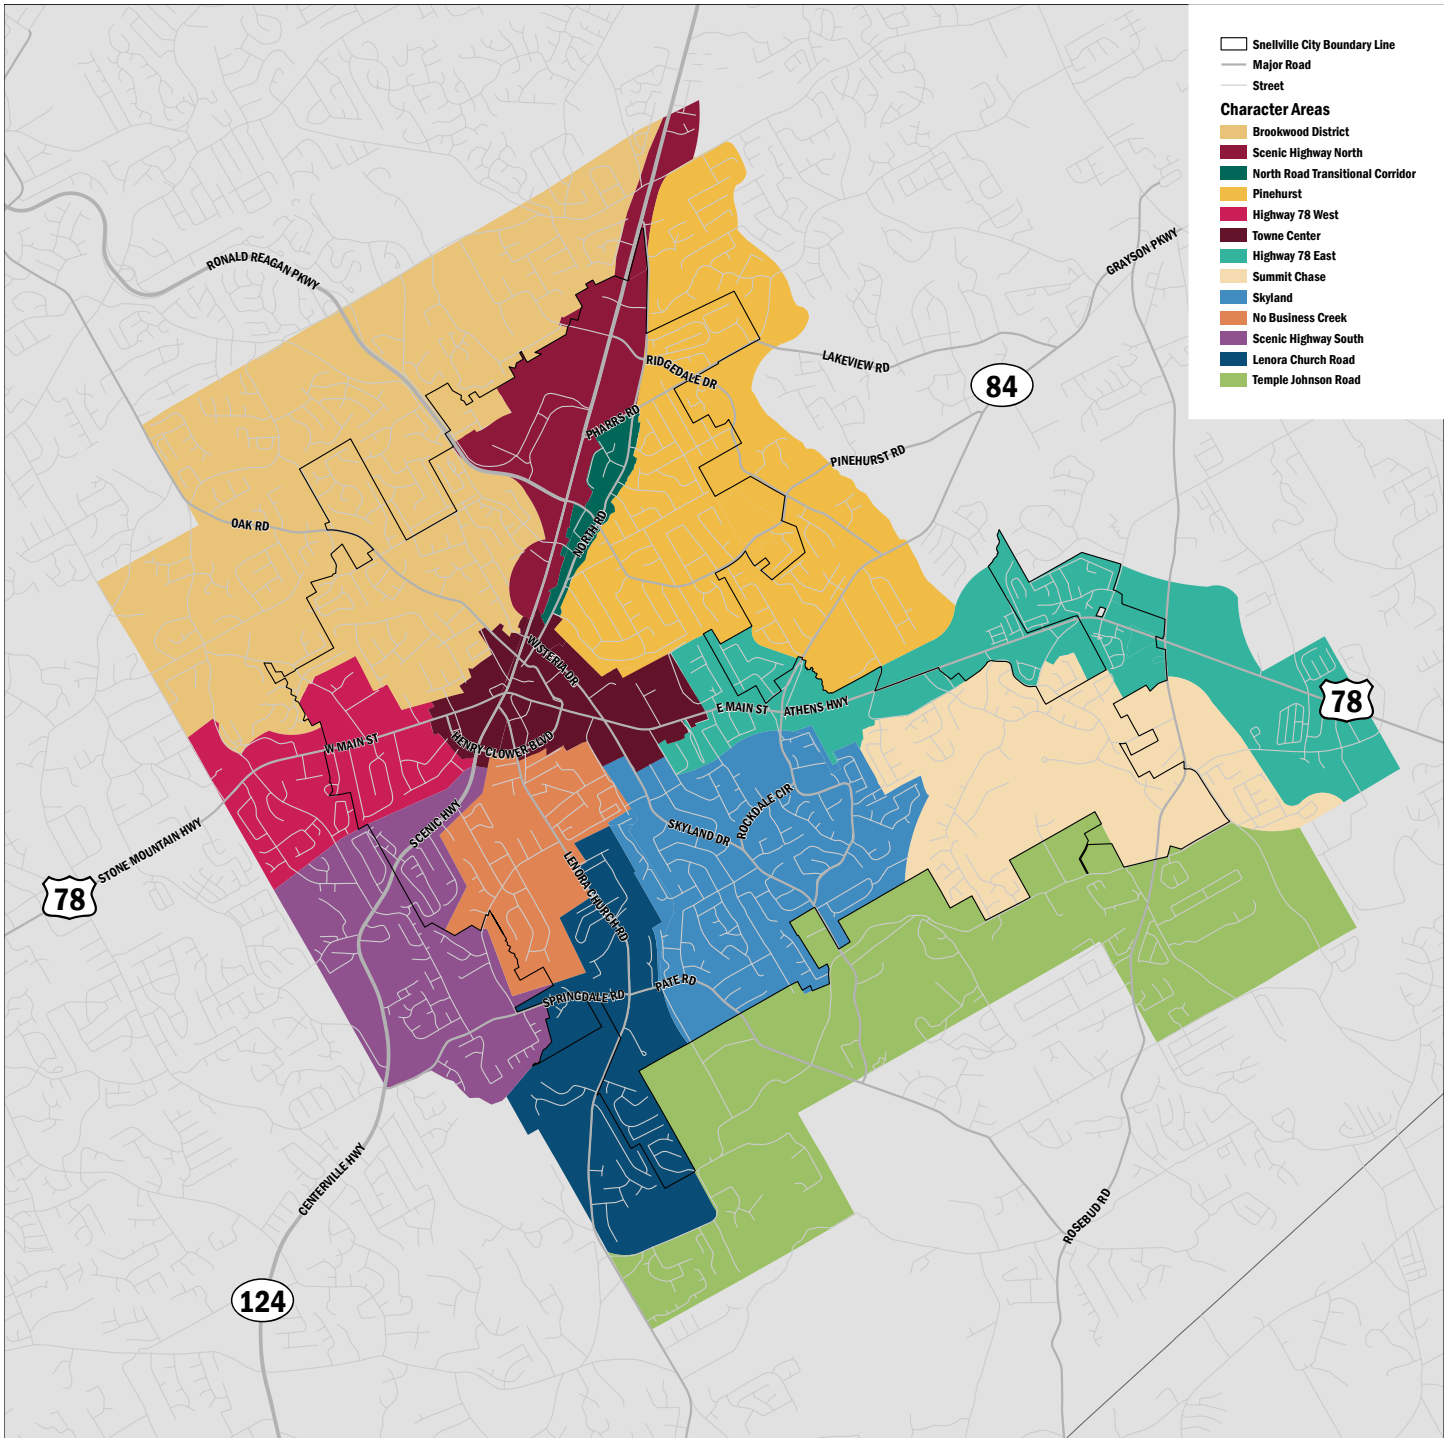 Snellville City Boundary Line
Major Road
Street
Character Areas
Brookwood District
Scenic Highway North
North Road Transitional Corridor
Pinehurst
Highway 78 West
Towne Center
Highway 78 East
Summit Chase
Skyland
No Business Creek
Scenic Highway South
Lenora Church Road
Temple Johnson Road
RONALD REAGAN PKWY
GRAYSON PKWY
LAKEVIEW RD
RIDGEDALE DR
84
PHARRS RD
PINEHURST RD
OAK RD
NORTH RD
WISTERIA DR
E MAIN ST
ATHENS HWY
78
W MAIN ST
HENRY CLOWER BLVD
STONE MOUNTAIN HWY
SCENIC HWY
ROCKDALE CIR
SKYLAND DR
78
LENORA CHURCH RD
PATE RD
SPRINGDALE RD
CENTERVILLE HWY
ROSEBUD RD
124